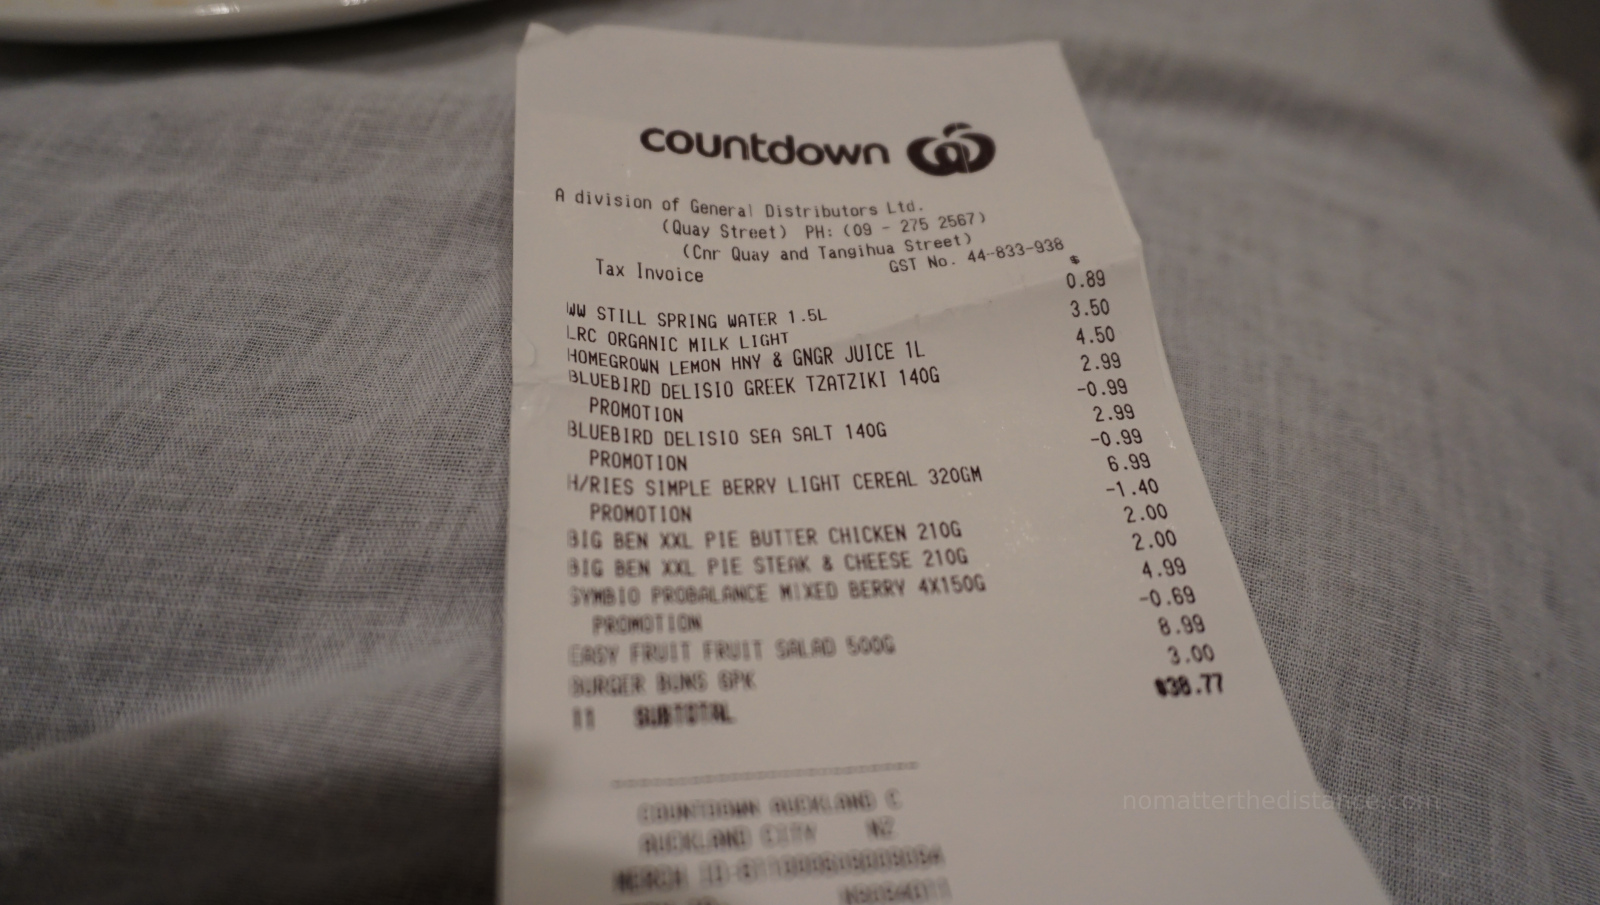 countdown
A division of General Distributors Ltd.
(Quay Street) PH: (09 - 275 2567)
(Cnr Quay and Tangihua Street)
Tax Invoice GST No. 44-833-938
$
WW STILL SPRING WATER 1.5L 0.89
LRC ORGANIC MILK LIGHT 3.50
HOMEGROWN LEMON HNY & GNGR JUICE 1L 4.50
BLUEBIRD DELISIO GREEK TZATZIKI 140G 2.99
PROMOTION -0.99
BLUEBIRD DELISIO SEA SALT 140G 2.99
PROMOTION -0.99
H/RIES SIMPLE BERRY LIGHT CEREAL 320GM 6.99
PROMOTION -1.40
BIG BEN XXL PIE BUTTER CHICKEN 210G 2.00
BIG BEN XXL PIE STEAK & CHEESE 210G 2.00
SYMBIO PROBALANCE MIXED BERRY 4X150G 4.99
PROMOTION -0.69
EASY FRUIT FRUIT SALAD 500G 8.99
BURGER BUNS 6PK 3.00
11 SUBTOTAL $38.77
COUNTDOWN AUCKLAND C
AUCKLAND CITY NZ
nomatterthedistance.com